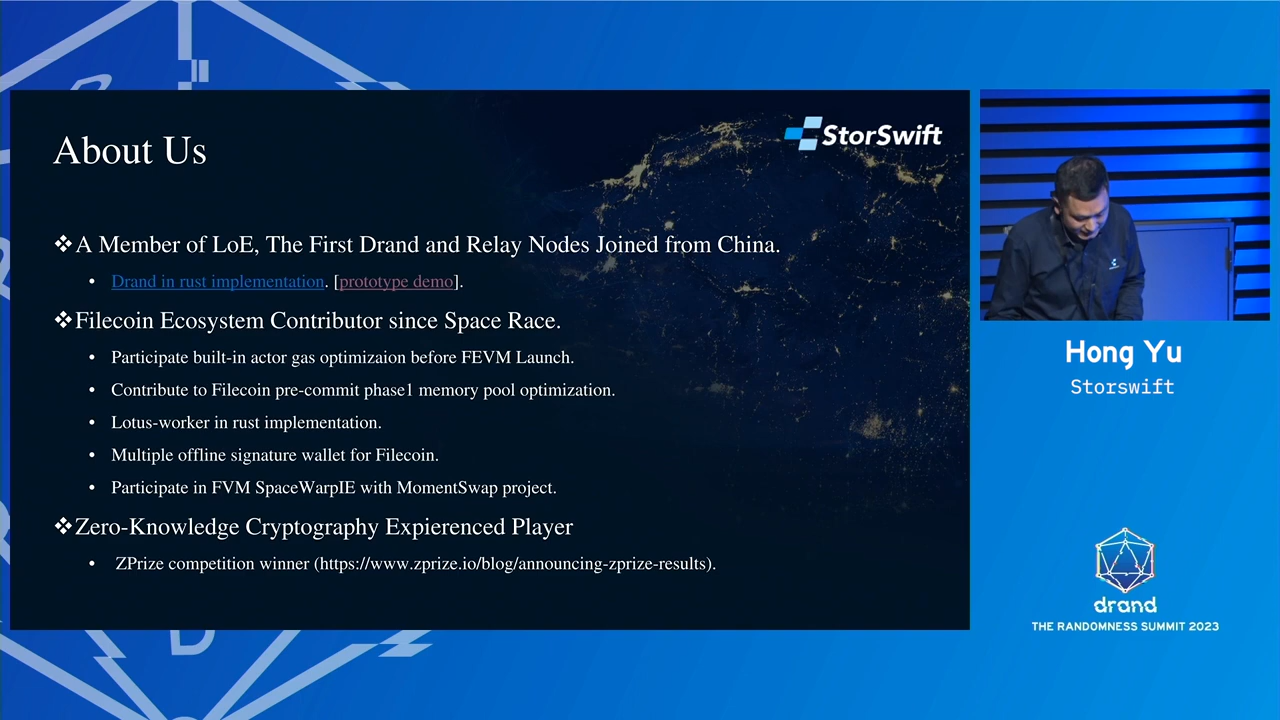 About Us
StorSwift
❖A Member of LoE, The First Drand and Relay Nodes Joined from China.
• Drand in rust implementation. [prototype demo].
❖Filecoin Ecosystem Contributor since Space Race.
• Participate built-in actor gas optimizaion before FEVM Launch.
• Contribute to Filecoin pre-commit phase1 memory pool optimization.
• Lotus-worker in rust implementation.
• Multiple offline signature wallet for Filecoin.
• Participate in FVM SpaceWarpIE with MomentSwap project.
❖Zero-Knowledge Cryptography Expierenced Player
• ZPrize competition winner (https://www.zprize.io/blog/announcing-zprize-results).
Hong Yu
Storswift
drand
THE RANDOMNESS SUMMIT 2023